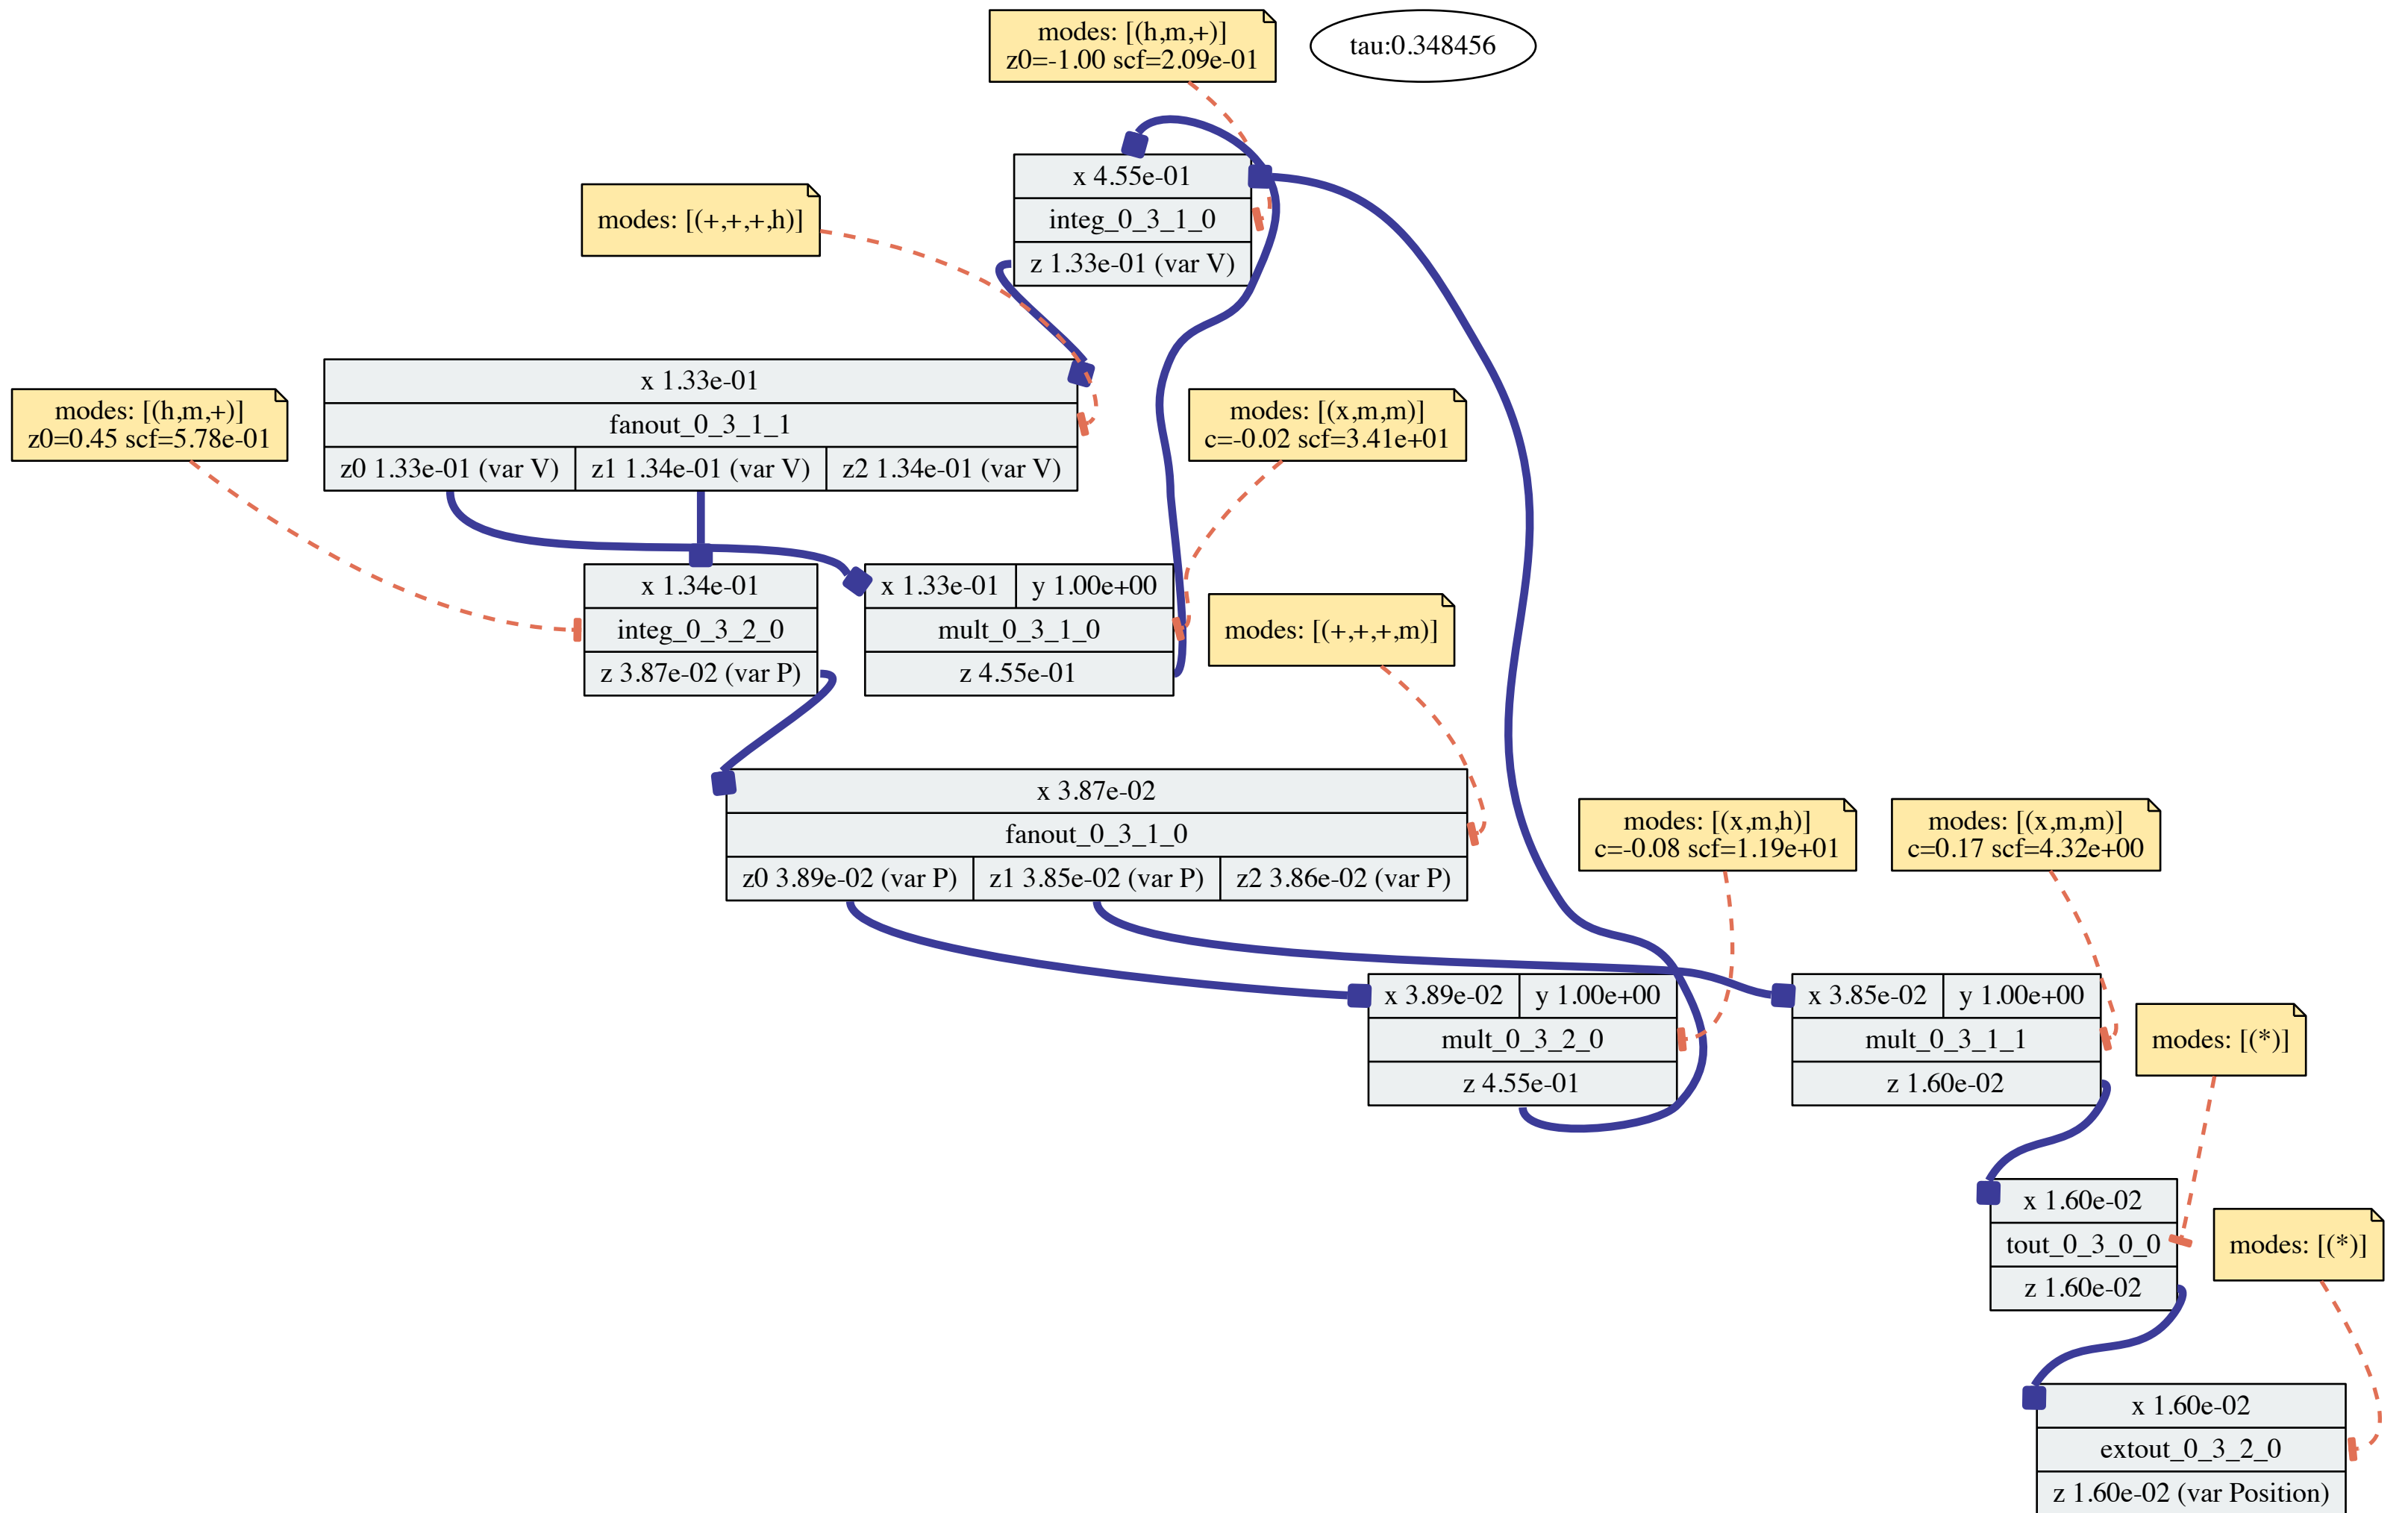 modes: [(h,m,+)]
z0=-1.00 scf=2.09e-01
tau:0.348456
x 4.55e-01
integ_0_3_1_0
z 1.33e-01 (var V)
modes: [(+,+,+,h)]
x 1.33e-01
fanout_0_3_1_1
z0 1.33e-01 (var V)
z1 1.34e-01 (var V)
z2 1.34e-01 (var V)
modes: [(h,m,+)]
z0=0.45 scf=5.78e-01
modes: [(x,m,m)]
c=-0.02 scf=3.41e+01
x 1.34e-01
integ_0_3_2_0
z 3.87e-02 (var P)
x 1.33e-01
y 1.00e+00
mult_0_3_1_0
z 4.55e-01
modes: [(+,+,+,m)]
x 3.87e-02
fanout_0_3_1_0
z0 3.89e-02 (var P)
z1 3.85e-02 (var P)
z2 3.86e-02 (var P)
modes: [(x,m,h)]
c=-0.08 scf=1.19e+01
modes: [(x,m,m)]
c=0.17 scf=4.32e+00
x 3.89e-02
y 1.00e+00
mult_0_3_2_0
z 4.55e-01
x 3.85e-02
y 1.00e+00
mult_0_3_1_1
z 1.60e-02
modes: [(*)]
x 1.60e-02
tout_0_3_0_0
z 1.60e-02
modes: [(*)]
x 1.60e-02
extout_0_3_2_0
z 1.60e-02 (var Position)